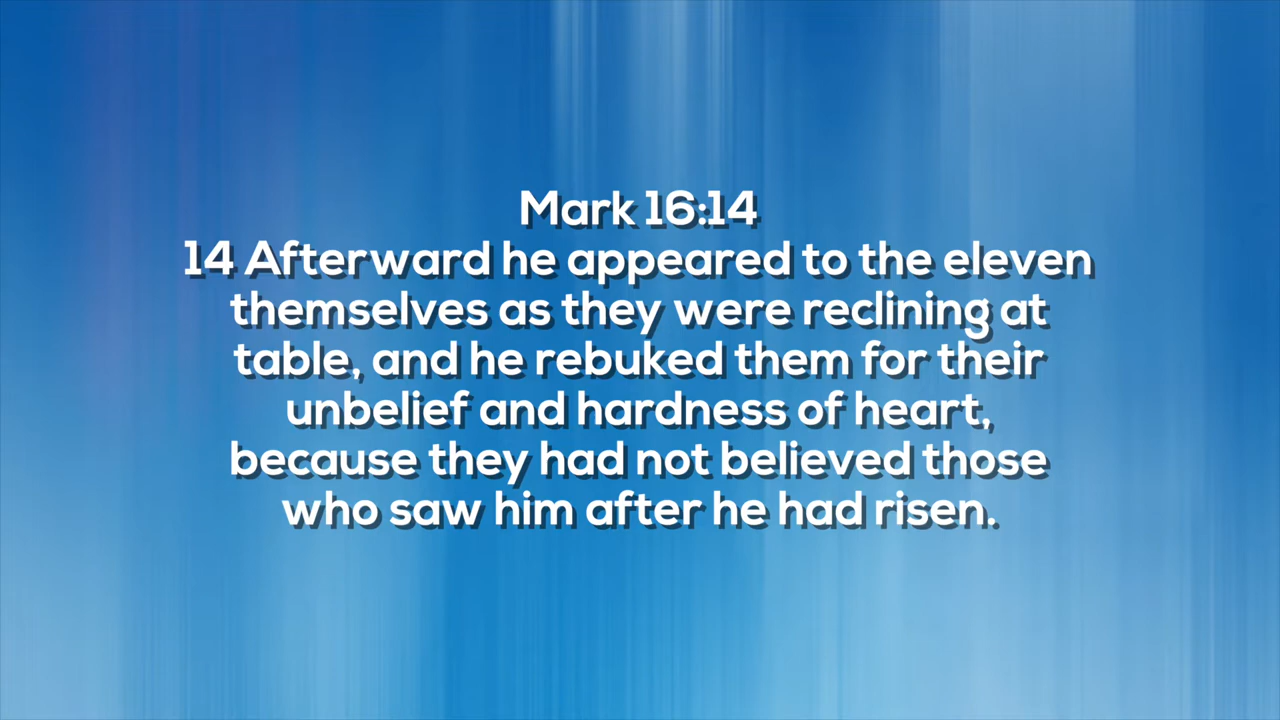 Mark 16:14
14 Afterward he appeared to the eleven
themselves as they were reclining at
table, and he rebuked them for their
unbelief and hardness of heart,
because they had not believed those
who saw him after he had risen.